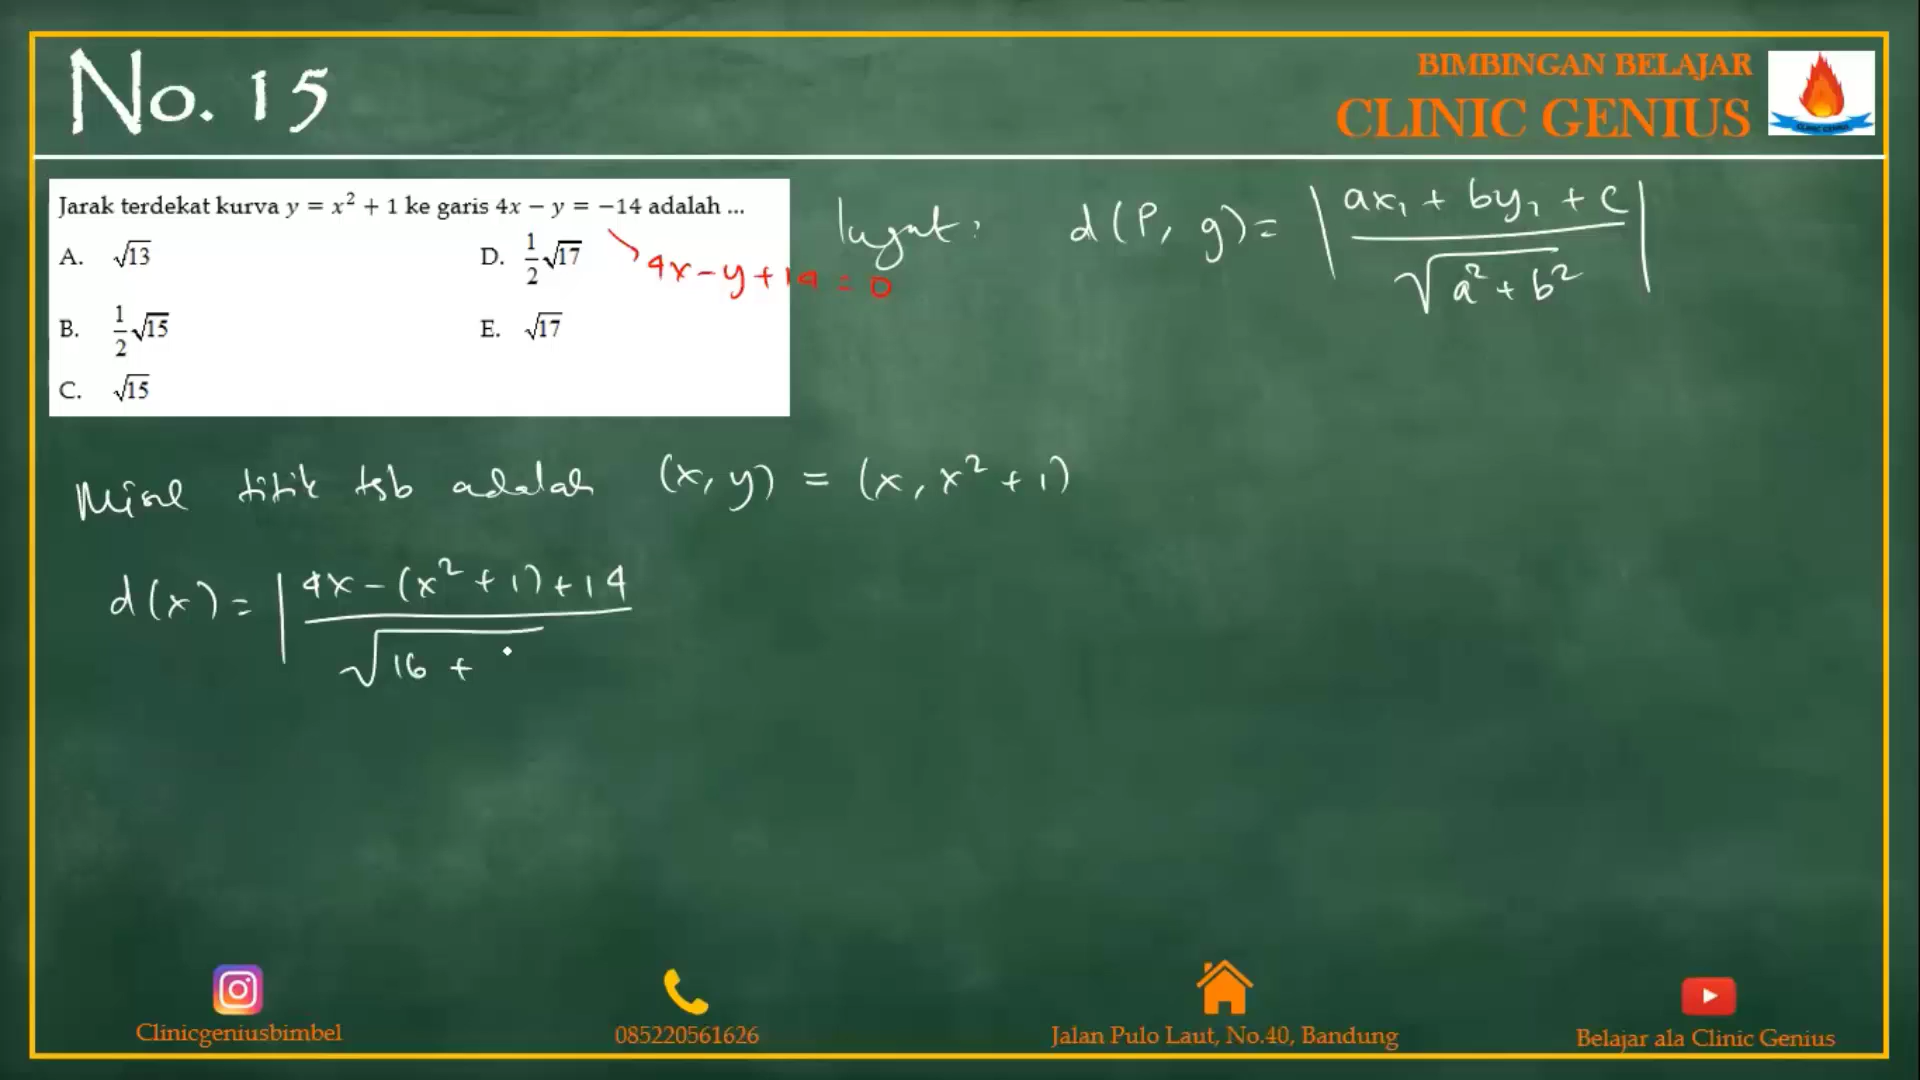 No. 15
BIMBINGAN BELAJAR
CLINIC GENIUS
CLINIC GENIUS
Jarak terdekat kurva y = x² + 1 ke garis 4x − y = −14 adalah ...
A. √13
D. 1/2 √17
B. 1/2 √15
E. √17
C. √15
4x - y + 14 = 0
d(P, g) = |ax₁ + by₁ + c / √a² + b²|
Misal titik tsb adalah (x, y) = (x, x² + 1)
d(x) = |4x - (x² + 1) + 14 / √16 +
Clinicgeniusbimbel
085220561626
Jalan Pulo Laut, No.40, Bandung
Belajar ala Clinic Genius